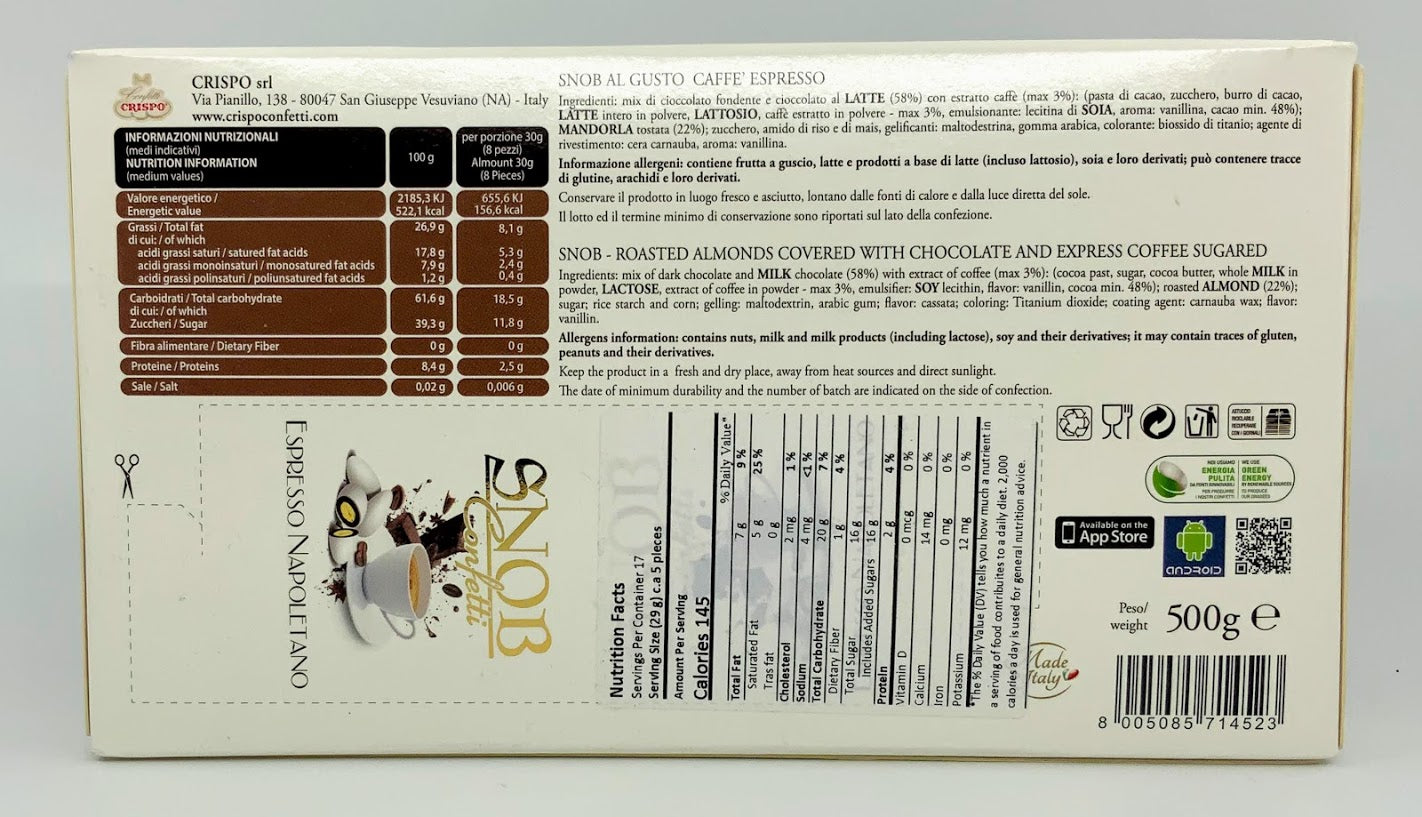 Confetti
CRISPO
CRISPO srl
Via Pianillo, 138 - 80047 San Giuseppe Vesuviano (NA) - Italy
www.crispoconfetti.com
INFORMAZIONI NUTRIZIONALI
(medi indicativi)
NUTRITION INFORMATION
(medium values)
100 g
per porzione 30g
(8 pezzi)
Almount 30g
(8 Pieces)
Valore energetico /
Energetic value
2185,3 KJ
522,1 kcal
655,6 KJ
156,6 kcal
Grassi / Total fat 26,9 g 8,1 g
di cui: / of which
acidi grassi saturi / satured fat acids 17,8 g 5,3 g
acidi grassi monoinsaturi / monosatured fat acids 7,9 g 2,4 g
acidi grassi polinsaturi / poliunsatured fat acids 1,2 g 0,4 g
Carboidrati / Total carbohydrate 61,6 g 18,5 g
di cui: / of which
Zuccheri / Sugar 39,3 g 11,8 g
Fibra alimentare / Dietary Fiber 0 g 0 g
Proteine / Proteins 8,4 g 2,5 g
Sale / Salt 0,02 g 0,006 g
SNOB AL GUSTO CAFFE' ESPRESSO
Ingredienti: mix di cioccolato fondente e cioccolato al LATTE (58%) con estratto caffè (max 3%): (pasta di cacao, zucchero, burro di cacao,
LATTE intero in polvere, LATTOSIO, caffè estratto in polvere - max 3%, emulsionante: lecitina di SOIA, aroma: vanillina, cacao min. 48%);
MANDORLA tostata (22%); zucchero, amido di riso e di mais, gelificanti: maltodestrina, gomma arabica, colorante: biossido di titanio; agente di
rivestimento: cera carnauba, aroma: vanillina.
Informazione allergeni: contiene frutta a guscio, latte e prodotti a base di latte (incluso lattosio), soia e loro derivati; può contenere tracce
di glutine, arachidi e loro derivati.
Conservare il prodotto in luogo fresco e asciutto, lontano dalle fonti di calore e dalla luce diretta del sole.
Il lotto ed il termine minimo di conservazione sono riportati sul lato della confezione.
SNOB - ROASTED ALMONDS COVERED WITH CHOCOLATE AND EXPRESS COFFEE SUGARED
Ingredients: mix of dark chocolate and MILK chocolate (58%) with extract of coffee (max 3%): (cocoa past, sugar, cocoa butter, whole MILK in
powder, LACTOSE, extract of coffee in powder - max 3%, emulsifier: SOY lecithin, flavor: vanillin, cocoa min. 48%); roasted ALMOND (22%);
sugar; rice starch and corn; gelling: maltodextrin, arabic gum; flavor: cassata; coloring: Titanium dioxide; coating agent: carnauba wax; flavor:
vanillin.
Allergens information: contains nuts, milk and milk products (including lactose), soy and their derivatives; it may contain traces of gluten,
peanuts and their derivatives.
Keep the product in a fresh and dry place, away from heat sources and direct sunlight.
The date of minimum durability and the number of batch are indicated on the side of confection.
SNOB
Confetti
ESPRESSO NAPOLETANO
Nutrition Facts
Servings Per Container 17
Serving Size (29 g) c.a 5 pieces
Amount Per Serving
Calories 145
% Daily Value*
Total Fat 7 g 9 %
Saturated Fat 5 g 25 %
Tras fat 0 g
Cholesterol 2 mg 1 %
Sodium 4 mg <1 %
Total Carbohydrate 20 g 7 %
Dietary Fiber 1 g 4 %
Total Sugar 16 g
Includes Added Sugars 16 g
Protein 2 g 4 %
Vitamin D 0 mcg 0 %
Calcium 14 mg 0 %
Iron 0 mg 0 %
Potassium 12 mg 0 %
*The % Daily Value (DV) tells you how much a nutrient in
a serving of food contribuites to a daily diet. 2,000
calories a day is used for general nutrition advice.
Made
Italy
ASTUCCIO
RICICLABILE
RECUPERARE
CON I GIORNALI
NOI USIAMO
ENERGIA
PULITA
DA FONTI RINNOVABILI
PER PRODURRE
I NOSTRI CONFETTI
WE USE
GREEN
ENERGY
BY RENEWABLE SOURCES
TO PRODUCE
OUR DRAGEES
Available on the
App Store
ANDROID
Peso/
weight
500g e
8 005085 714523